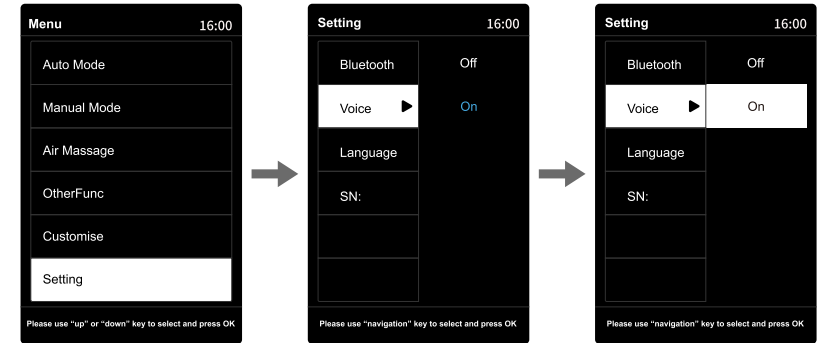 Menu 16:00
Auto Mode
Manual Mode
Air Massage
OtherFunc
Customise
Setting
Please use “up” or “down” key to select and press OK
Setting 16:00
Bluetooth Off
Voice On
Language
SN:
Please use “navigation” key to select and press OK
Setting 16:00
Bluetooth Off
Voice On
Language
SN:
Please use “navigation” key to select and press OK